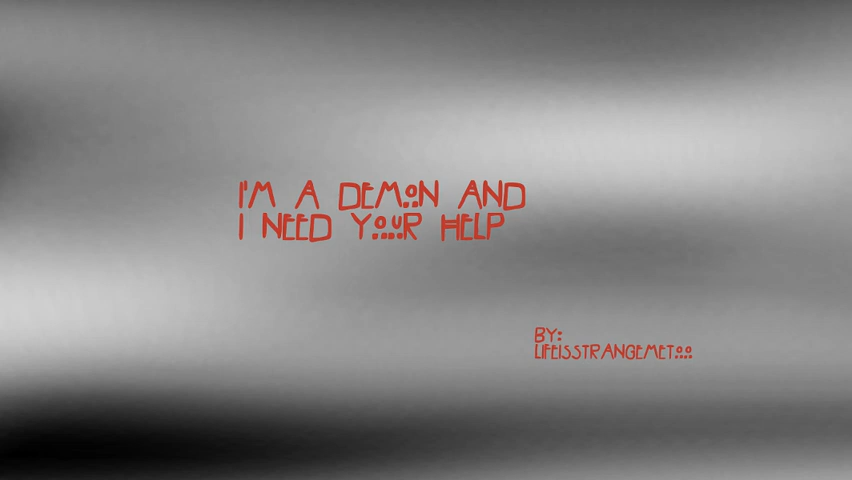 I'M A DEMON AND
I NEED YOUR HELP
BY:
LIFEISSTRANGEMETOO